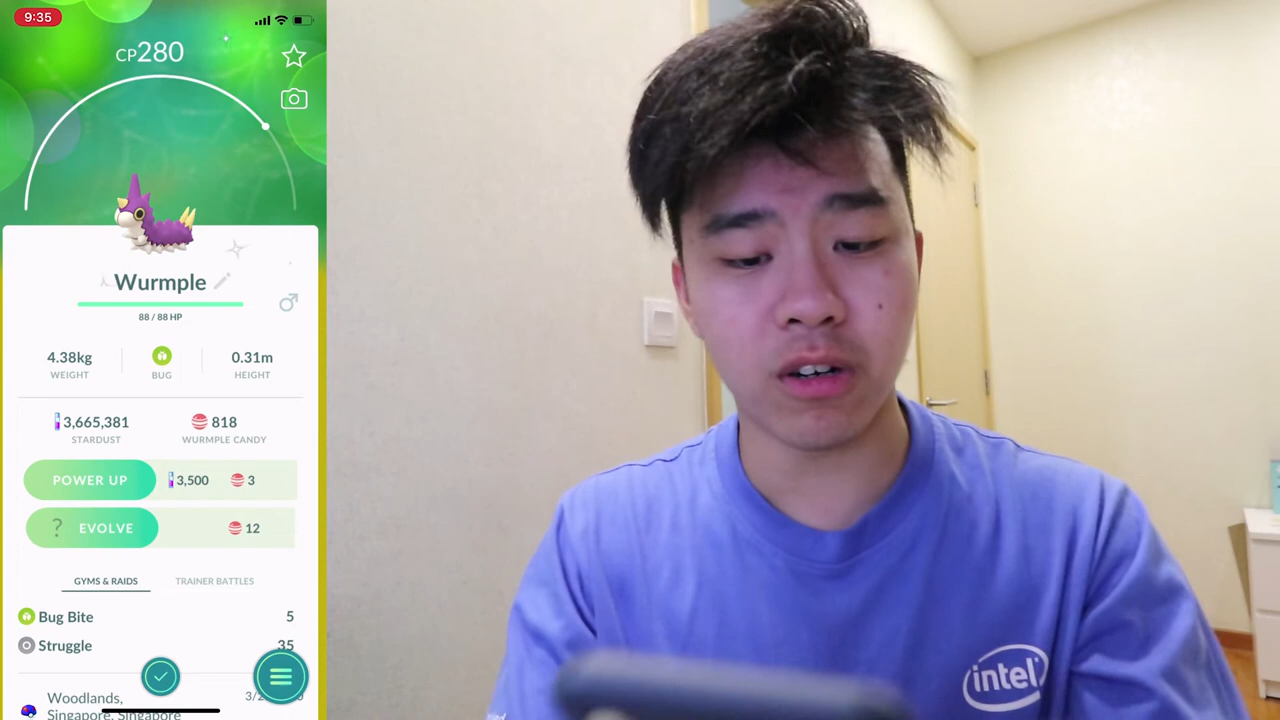 9:35
CP280
Wurmple
88 / 88 HP
4.38kg
WEIGHT
BUG
0.31m
HEIGHT
3,665,381
STARDUST
818
WURMPLE CANDY
POWER UP 3,500 3
? EVOLVE 12
GYMS & RAIDS TRAINER BATTLES
Bug Bite 5
Struggle 35
Woodlands,
Singapore, Singapore
intel